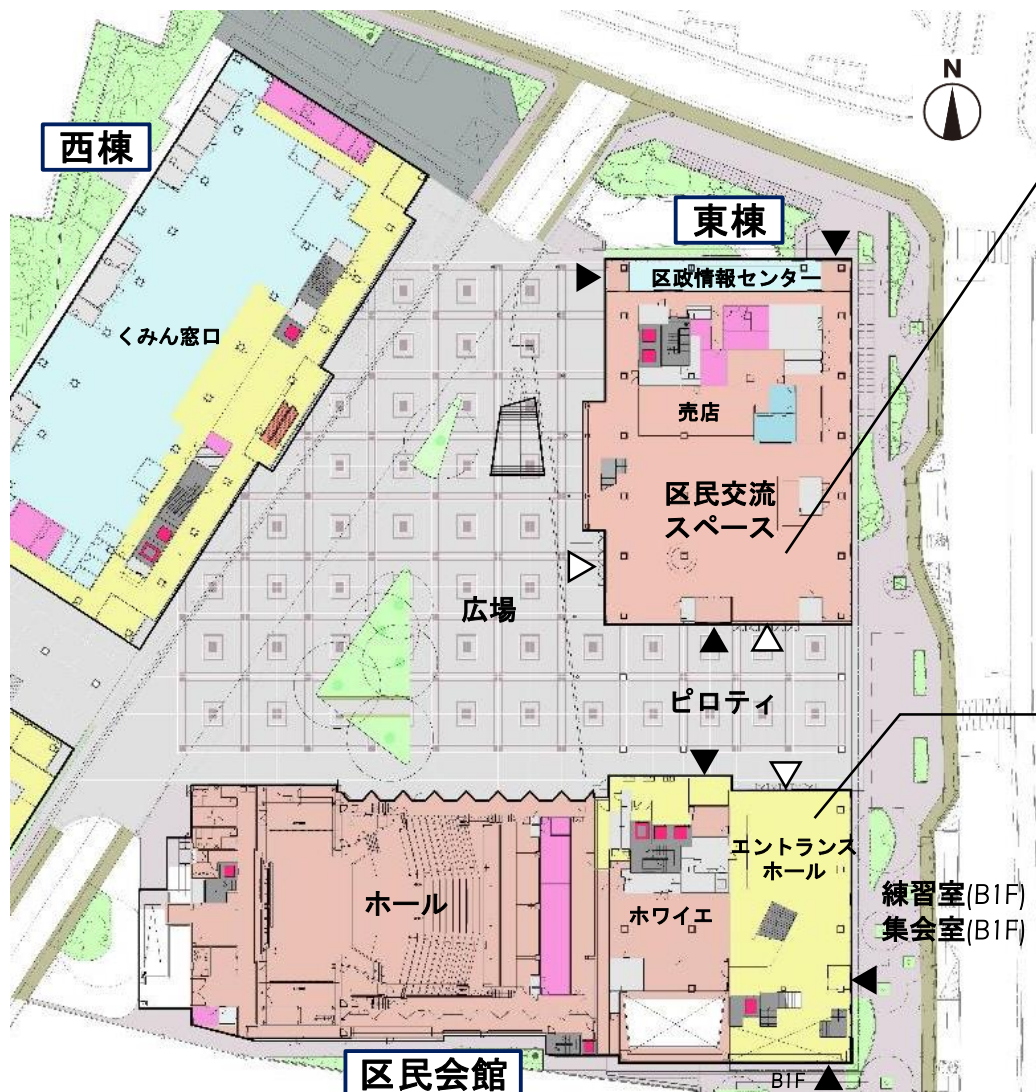 N
西棟
東棟
区政情報センター
くみん窓口
売店
区民交流
スペース
広場
ピロティ
エントランス
ホール
ホール
ホワイエ
練習室(B1F)
集会室(B1F)
区民会館
B1F